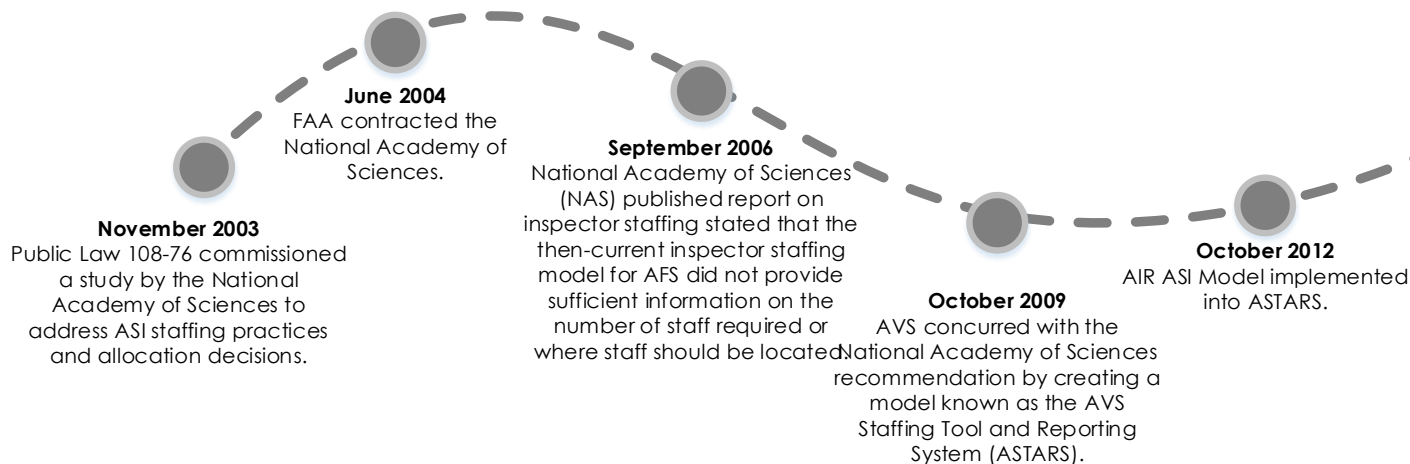 November 2003
Public Law 108-76 commissioned
a study by the National
Academy of Sciences to
address ASI staffing practices
and allocation decisions.
June 2004
FAA contracted the
National Academy of
Sciences.
September 2006
National Academy of Sciences
(NAS) published report on
inspector staffing stated that the
then-current inspector staffing
model for AFS did not provide
sufficient information on the
number of staff required or
where staff should be located.
October 2009
AVS concurred with the
National Academy of Sciences
recommendation by creating a
model known as the AVS
Staffing Tool and Reporting
System (ASTARS).
October 2012
AIR ASI Model implemented
into ASTARS.